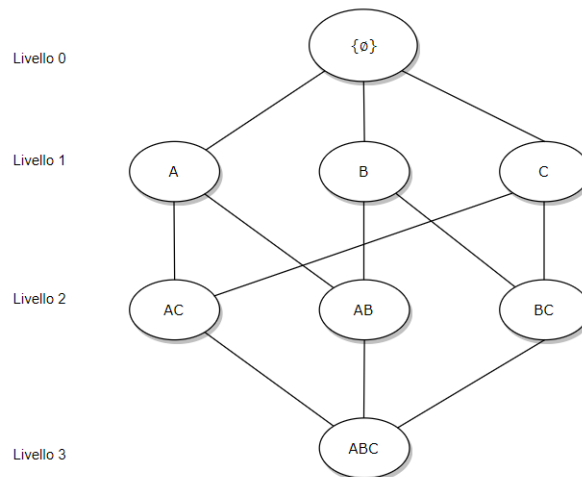 Livello 0
{ø}
Livello 1
A
B
C
Livello 2
AC
AB
BC
Livello 3
ABC